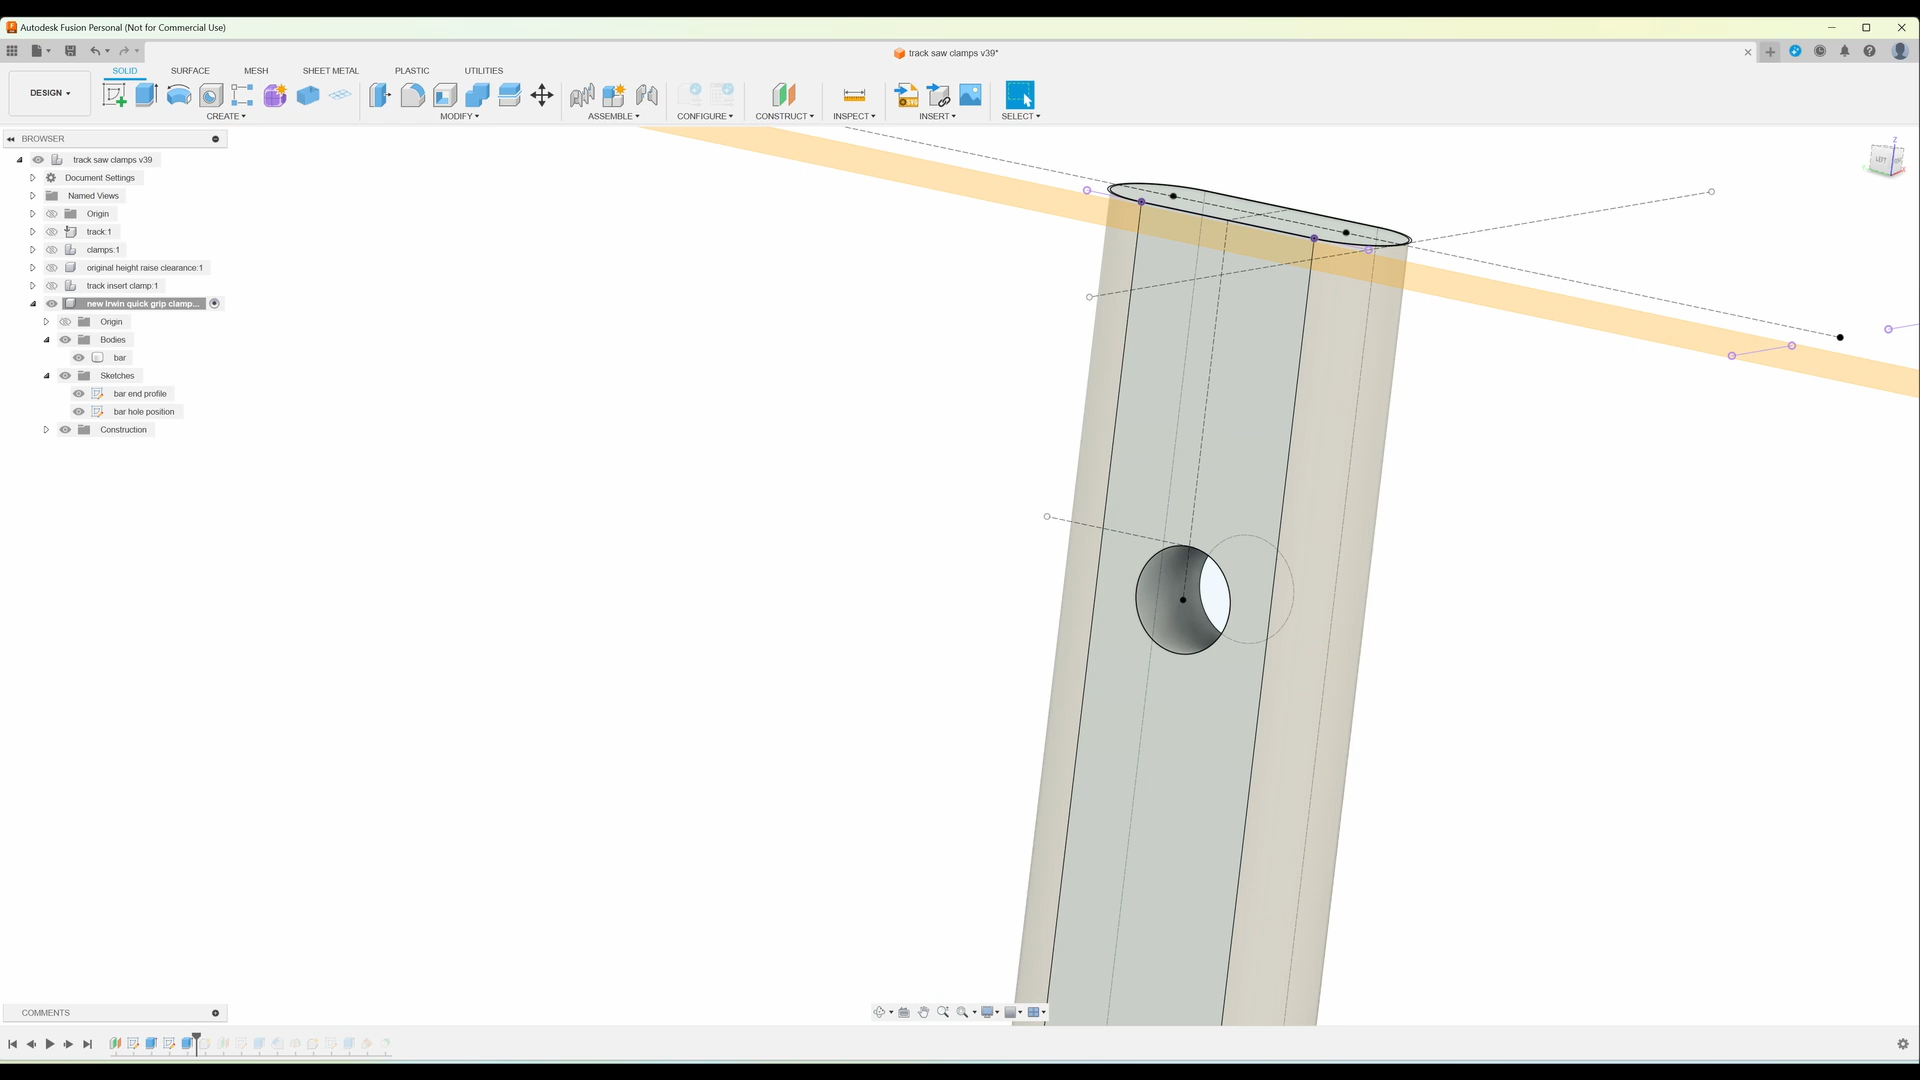 Autodesk Fusion Personal (Not for Commercial Use)
track saw clamps v39*
SOLID SURFACE MESH SHEET METAL PLASTIC UTILITIES
DESIGN
CREATE MODIFY ASSEMBLE CONFIGURE CONSTRUCT INSPECT INSERT SELECT
BROWSER
track saw clamps v39
Document Settings
Named Views
Origin
track:1
clamps:1
original height raise clearance:1
track insert clamp:1
new Irwin quick grip clamp...
Origin
Bodies
bar
Sketches
bar end profile
bar hole position
Construction
Z
LEFT
COMMENTS